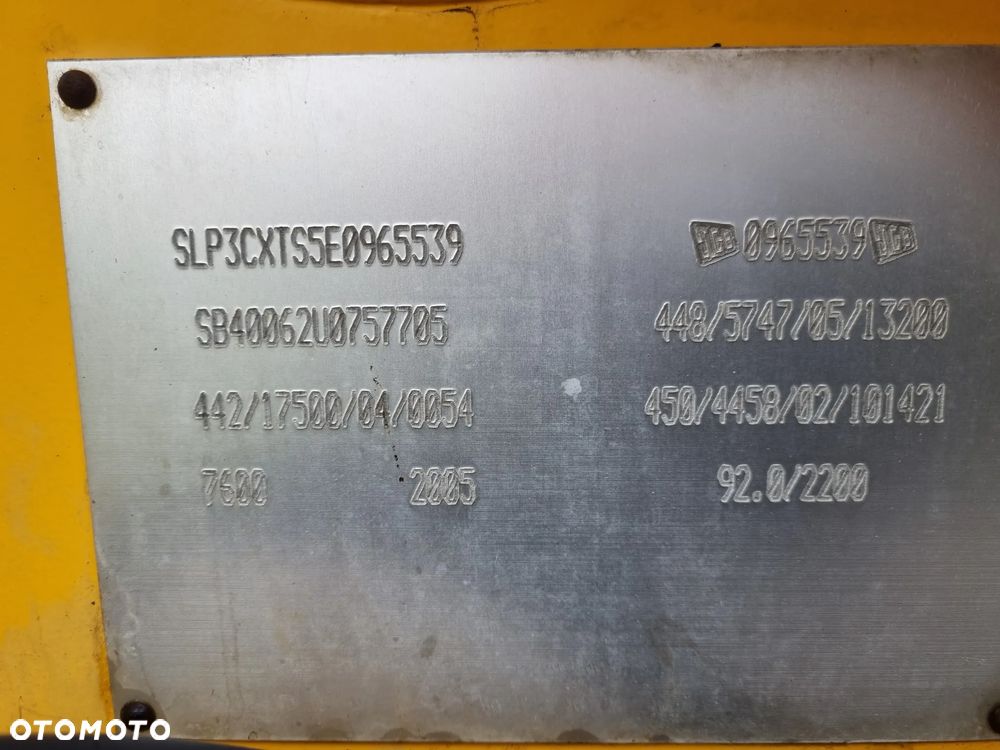 SLP3CXTS5E0965539 JCB 0965539 JCB
SB40062U0757705 448/5747/05/13200
442/17500/04/0054 450/4458/02/101421
7600 2005 92.0/2200
OTOMOTO